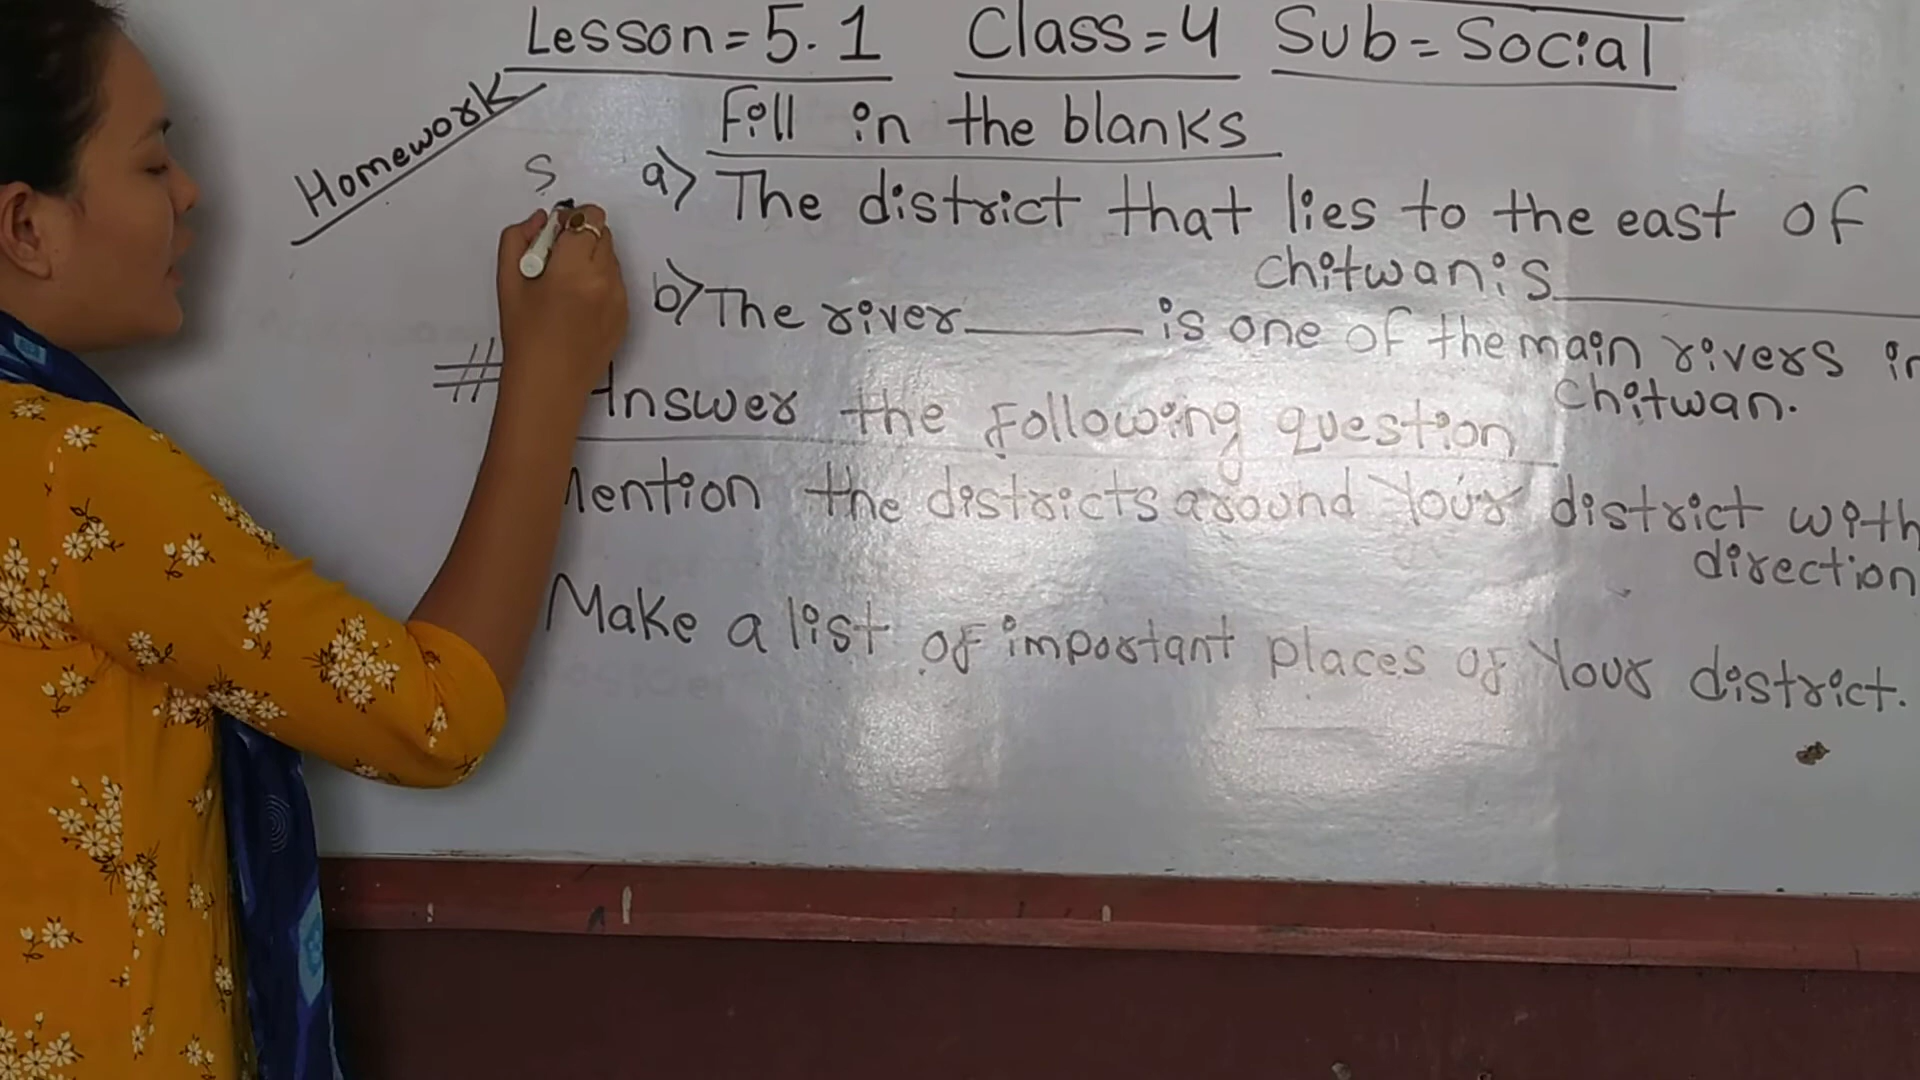 Lesson=5.1 Class=4 Sub=Social
Homework
Fill in the blanks
S
a) The district that lies to the east of
chitwan is
b) The river is one of the main rivers in
chitwan.
# Answer the following question
Mention the districts around Your district with
direction
Make a list of important places of Your district.